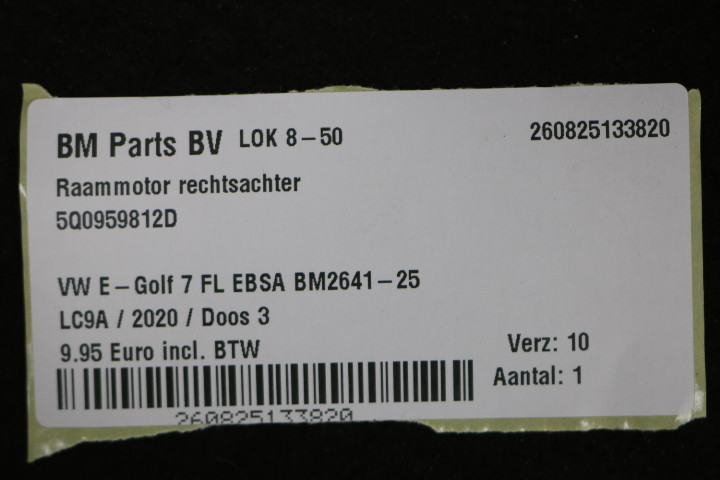 BM Parts BV LOK 8-50 260825133820
Raammotor rechtsachter
5Q0959812D
VW E-Golf 7 FL EBSA BM2641-25
LC9A / 2020 / Doos 3
9.95 Euro incl. BTW
Verz: 10
Aantal: 1
260825133820